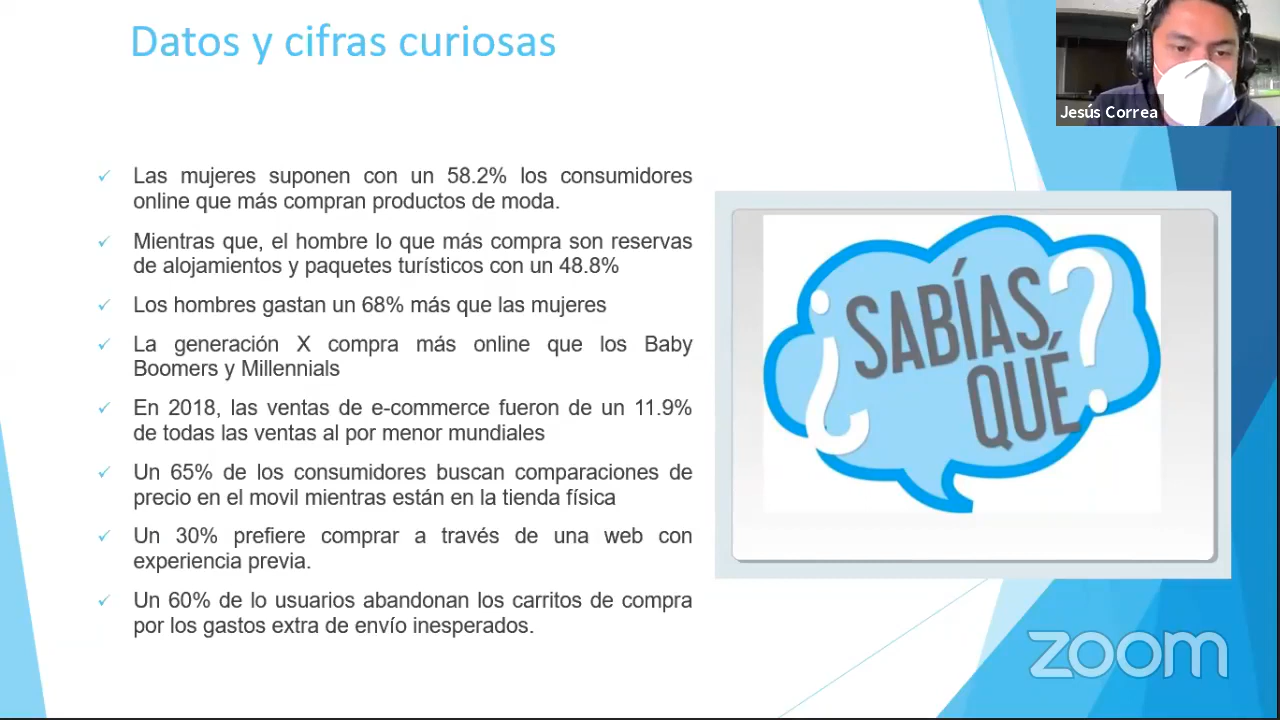 Datos y cifras curiosas
Jesús Correa
Las mujeres suponen con un 58.2% los consumidores
online que más compran productos de moda.
Mientras que, el hombre lo que más compra son reservas
de alojamientos y paquetes turísticos con un 48.8%
Los hombres gastan un 68% más que las mujeres
La generación X compra más online que los Baby
Boomers y Millennials
En 2018, las ventas de e-commerce fueron de un 11.9%
de todas las ventas al por menor mundiales
Un 65% de los consumidores buscan comparaciones de
precio en el movil mientras están en la tienda física
Un 30% prefiere comprar a través de una web con
experiencia previa.
Un 60% de lo usuarios abandonan los carritos de compra
por los gastos extra de envío inesperados.
¿SABÍAS
QUÉ?
zoom